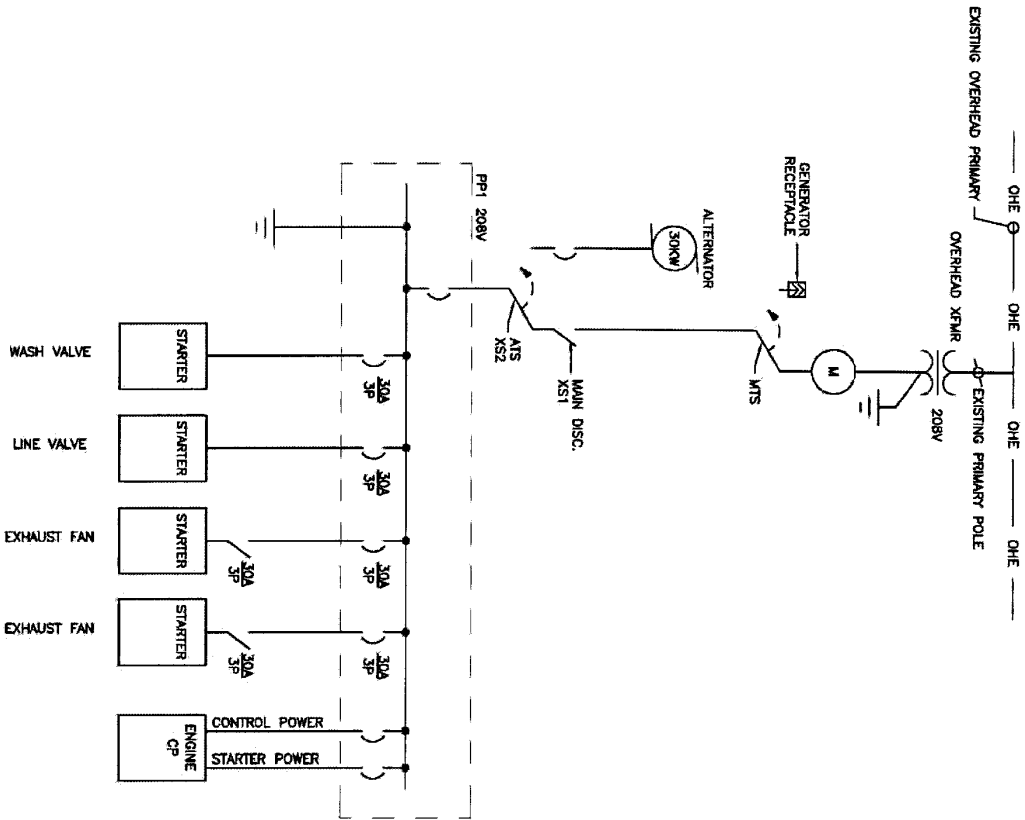 EXISTING OVERHEAD PRIMARY
OHE
OHE
OHE
OHE
OHE
OVERHEAD XFMR
208V
EXISTING PRIMARY POLE
M
MTS
GENERATOR
RECEPTACLE
ALTERNATOR
30KW
MAIN DISC.
XS1
ATS
XS2
PP1 208V
30A
3P
30A
3P
30A
3P
30A
3P
30A
3P
30A
3P
STARTER
WASH VALVE
STARTER
LINE VALVE
STARTER
EXHAUST FAN
STARTER
EXHAUST FAN
ENGINE
CP
CONTROL POWER
STARTER POWER